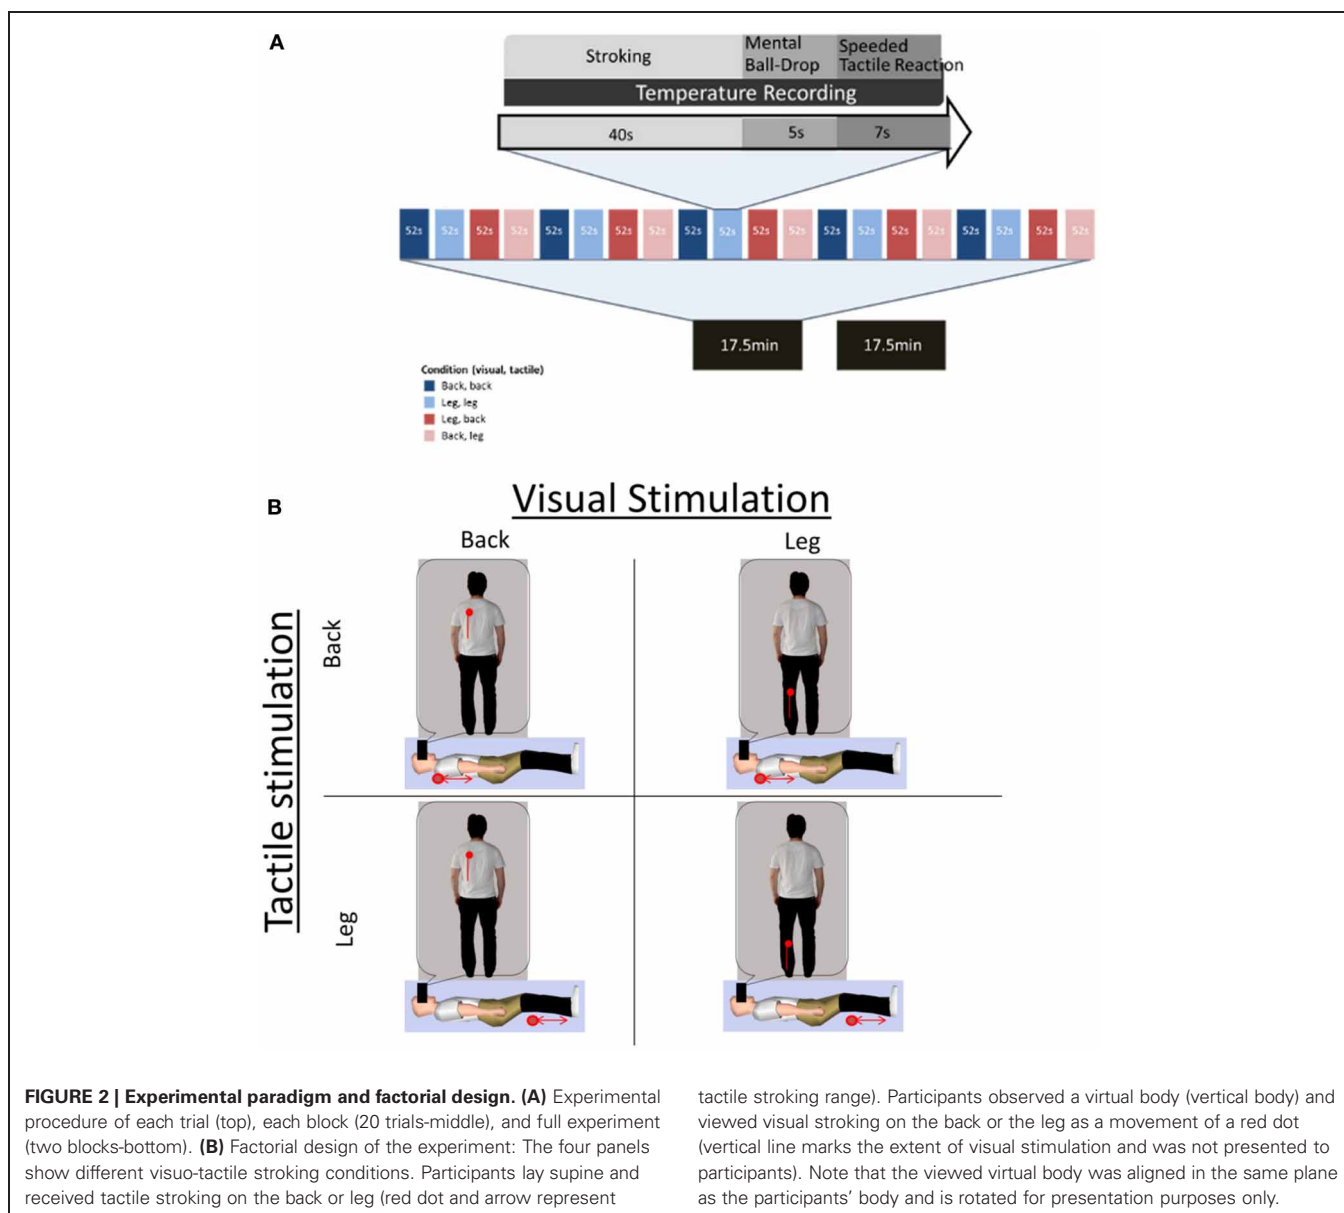 A
Stroking
Mental
Ball-Drop
Speeded
Tactile Reaction
Temperature Recording
40s 5s 7s
52s 52s 52s 52s 52s 52s 52s 52s 52s 52s 52s 52s 52s 52s 52s 52s 52s 52s 52s 52s
17.5min 17.5min
Condition (visual, tactile)
Back, back
Leg, leg
Leg, back
Back, leg
B
Visual Stimulation
Back Leg
Tactile stimulation
Back
Leg
FIGURE 2 | Experimental paradigm and factorial design. (A) Experimental
procedure of each trial (top), each block (20 trials-middle), and full experiment
(two blocks-bottom). (B) Factorial design of the experiment: The four panels
show different visuo-tactile stroking conditions. Participants lay supine and
received tactile stroking on the back or leg (red dot and arrow represent
tactile stroking range). Participants observed a virtual body (vertical body) and
viewed visual stroking on the back or the leg as a movement of a red dot
(vertical line marks the extent of visual stimulation and was not presented to
participants). Note that the viewed virtual body was aligned in the same plane
as the participants' body and is rotated for presentation purposes only.